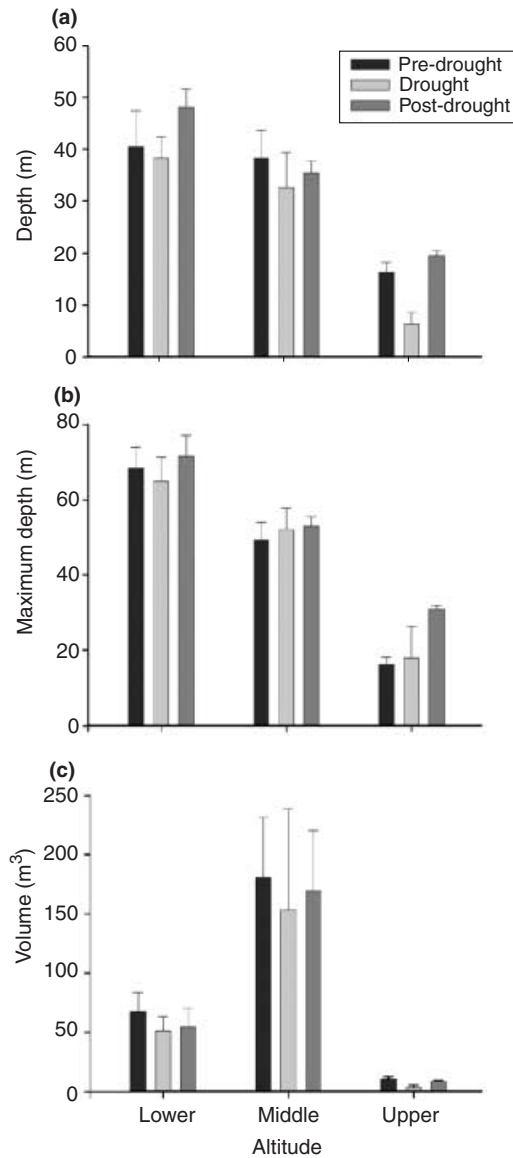 (a)
60
50
40
30
20
10
0
Depth (m)
Pre-drought
Drought
Post-drought
(b)
80
60
40
20
0
Maximum depth (m)
(c)
250
200
150
100
50
0
Volume (m³)
Lower Middle Upper
Altitude